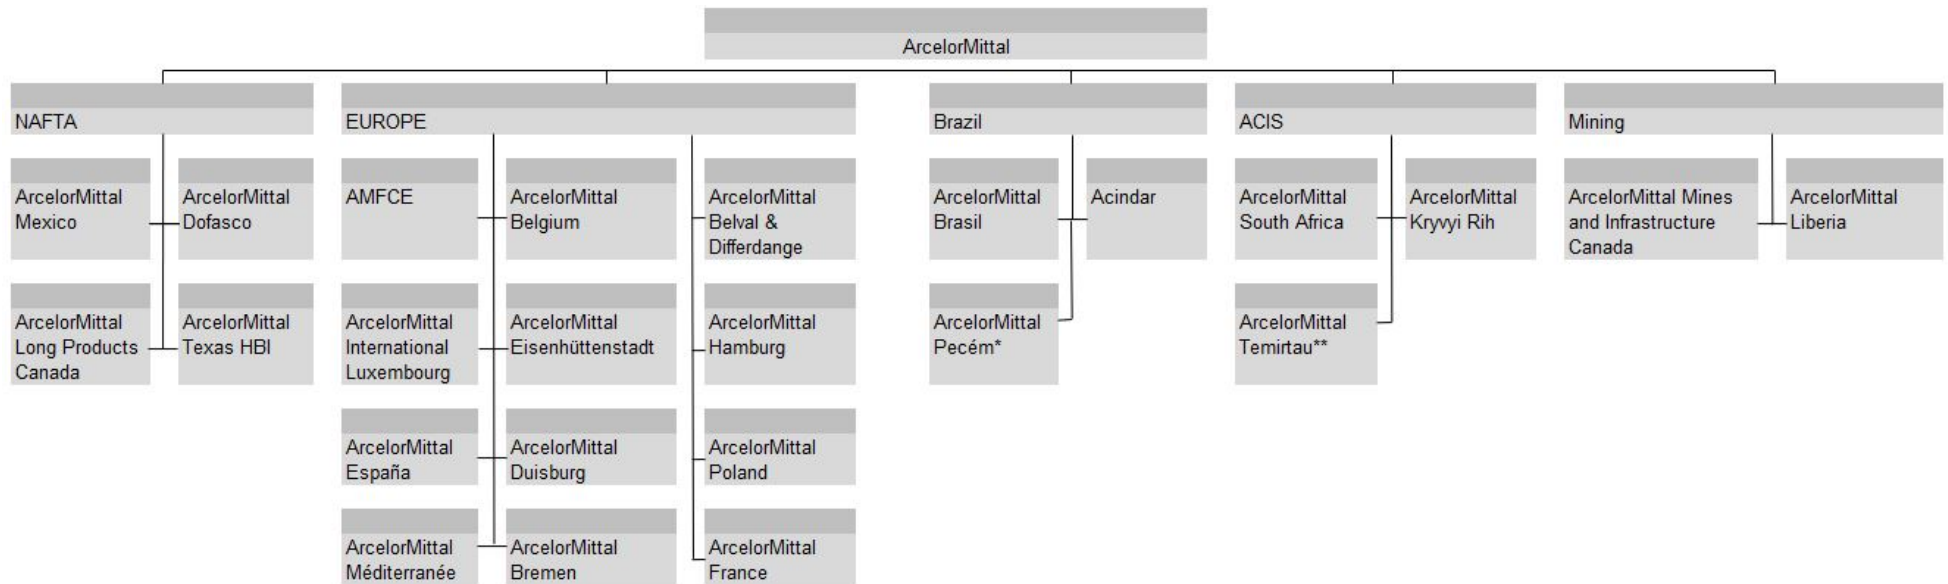 ArcelorMittal
NAFTA
EUROPE
Brazil
ACIS
Mining
ArcelorMittal
Mexico
ArcelorMittal
Dofasco
AMFCE
ArcelorMittal
Belgium
ArcelorMittal
Belval &
Differdange
ArcelorMittal
Brasil
Acindar
ArcelorMittal
South Africa
ArcelorMittal
Kryvyi Rih
ArcelorMittal Mines
and Infrastructure
Canada
ArcelorMittal
Liberia
ArcelorMittal
Long Products
Canada
ArcelorMittal
Texas HBI
ArcelorMittal
International
Luxembourg
ArcelorMittal
Eisenhüttenstadt
ArcelorMittal
Hamburg
ArcelorMittal
Pecém*
ArcelorMittal
Temirtau**
ArcelorMittal
España
ArcelorMittal
Duisburg
ArcelorMittal
Poland
ArcelorMittal
Méditerranée
ArcelorMittal
Bremen
ArcelorMittal
France